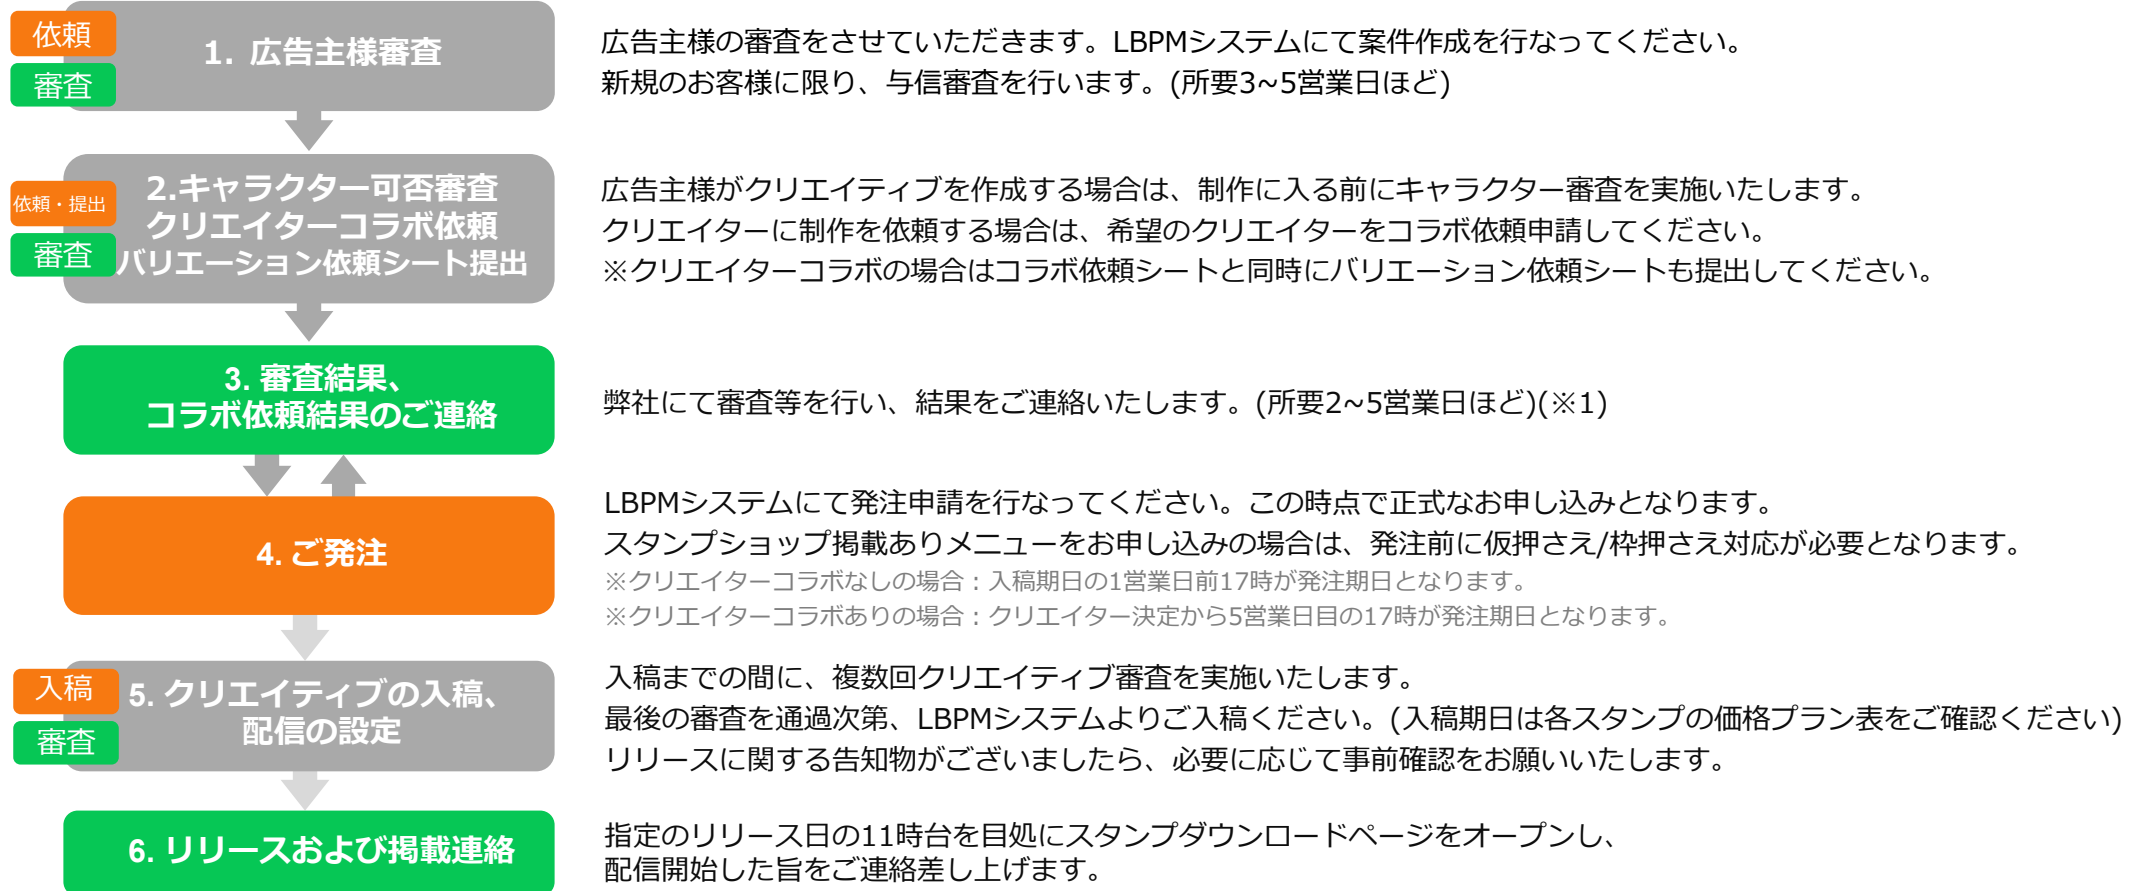 依頼
審査
1. 広告主様審査
広告主様の審査をさせていただきます。LBPMシステムにて案件作成を行なってください。
新規のお客様に限り、与信審査を行います。(所要3~5営業日ほど)
依頼・提出
審査
2.キャラクター可否審査
クリエイターコラボ依頼
バリエーション依頼シート提出
広告主様がクリエイティブを作成する場合は、制作に入る前にキャラクター審査を実施いたします。
クリエイターに制作を依頼する場合は、希望のクリエイターをコラボ依頼申請してください。
※クリエイターコラボの場合はコラボ依頼シートと同時にバリエーション依頼シートも提出してください。
3. 審査結果、
コラボ依頼結果のご連絡
弊社にて審査等を行い、結果をご連絡いたします。(所要2~5営業日ほど)(※1)
4. ご発注
LBPMシステムにて発注申請を行なってください。この時点で正式なお申し込みとなります。
スタンプショップ掲載ありメニューをお申し込みの場合は、発注前に仮押さえ/枠押さえ対応が必要となります。
※クリエイターコラボなしの場合：入稿期日の1営業日前17時が発注期日となります。
※クリエイターコラボありの場合：クリエイター決定から5営業日目の17時が発注期日となります。
入稿
審査
5. クリエイティブの入稿、
配信の設定
入稿までの間に、複数回クリエイティブ審査を実施いたします。
最後の審査を通過次第、LBPMシステムよりご入稿ください。(入稿期日は各スタンプの価格プラン表をご確認ください)
リリースに関する告知物がございましたら、必要に応じて事前確認をお願いいたします。
6. リリースおよび掲載連絡
指定のリリース日の11時台を目処にスタンプダウンロードページをオープンし、
配信開始した旨をご連絡差し上げます。